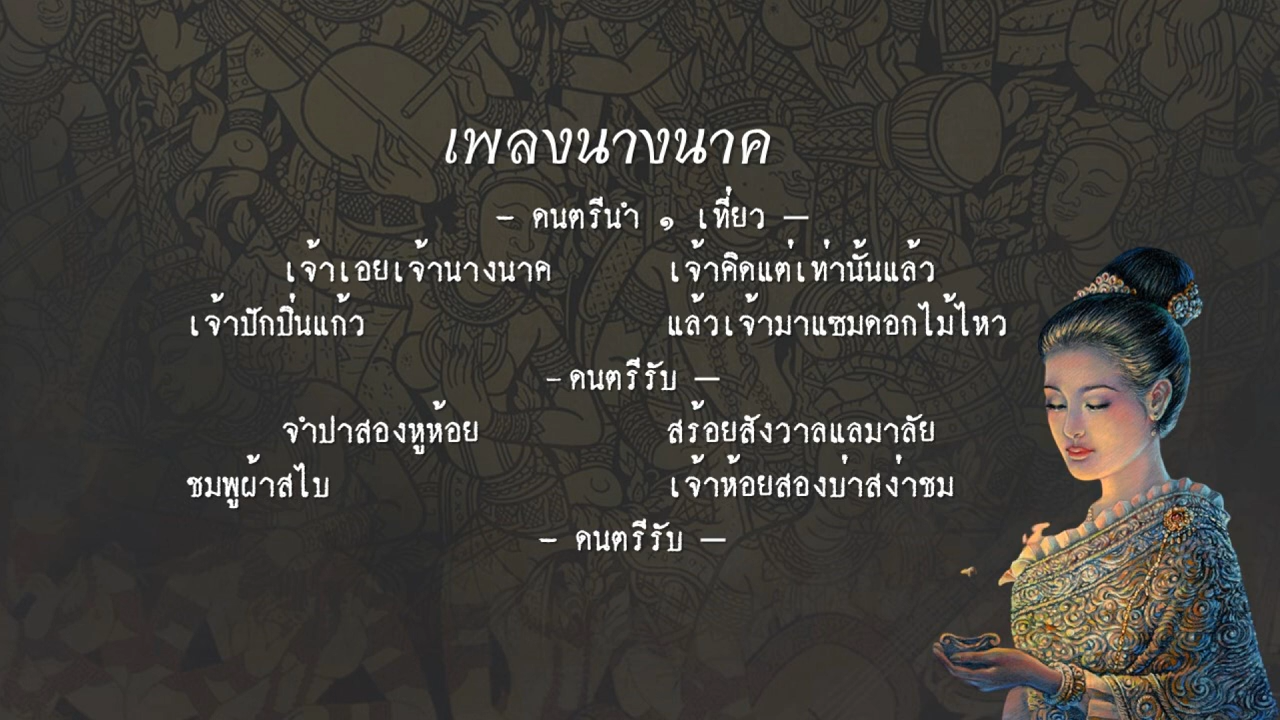 เพลงนางนาค
– ดนตรีนำ ๑ เที่ยว –
เจ้าเอยเจ้านางนาค เจ้าคิดแต่เท่านั้นแล้ว
เจ้าปักปิ่นแก้ว แล้วเจ้ามาแซมดอกไม้ไหว
–ดนตรีรับ –
จำปาสองหูห้อย สร้อยสังวาลแลมาลัย
ชมพูผ้าสไบ เจ้าห้อยสองบ่าสง่าชม
– ดนตรีรับ –